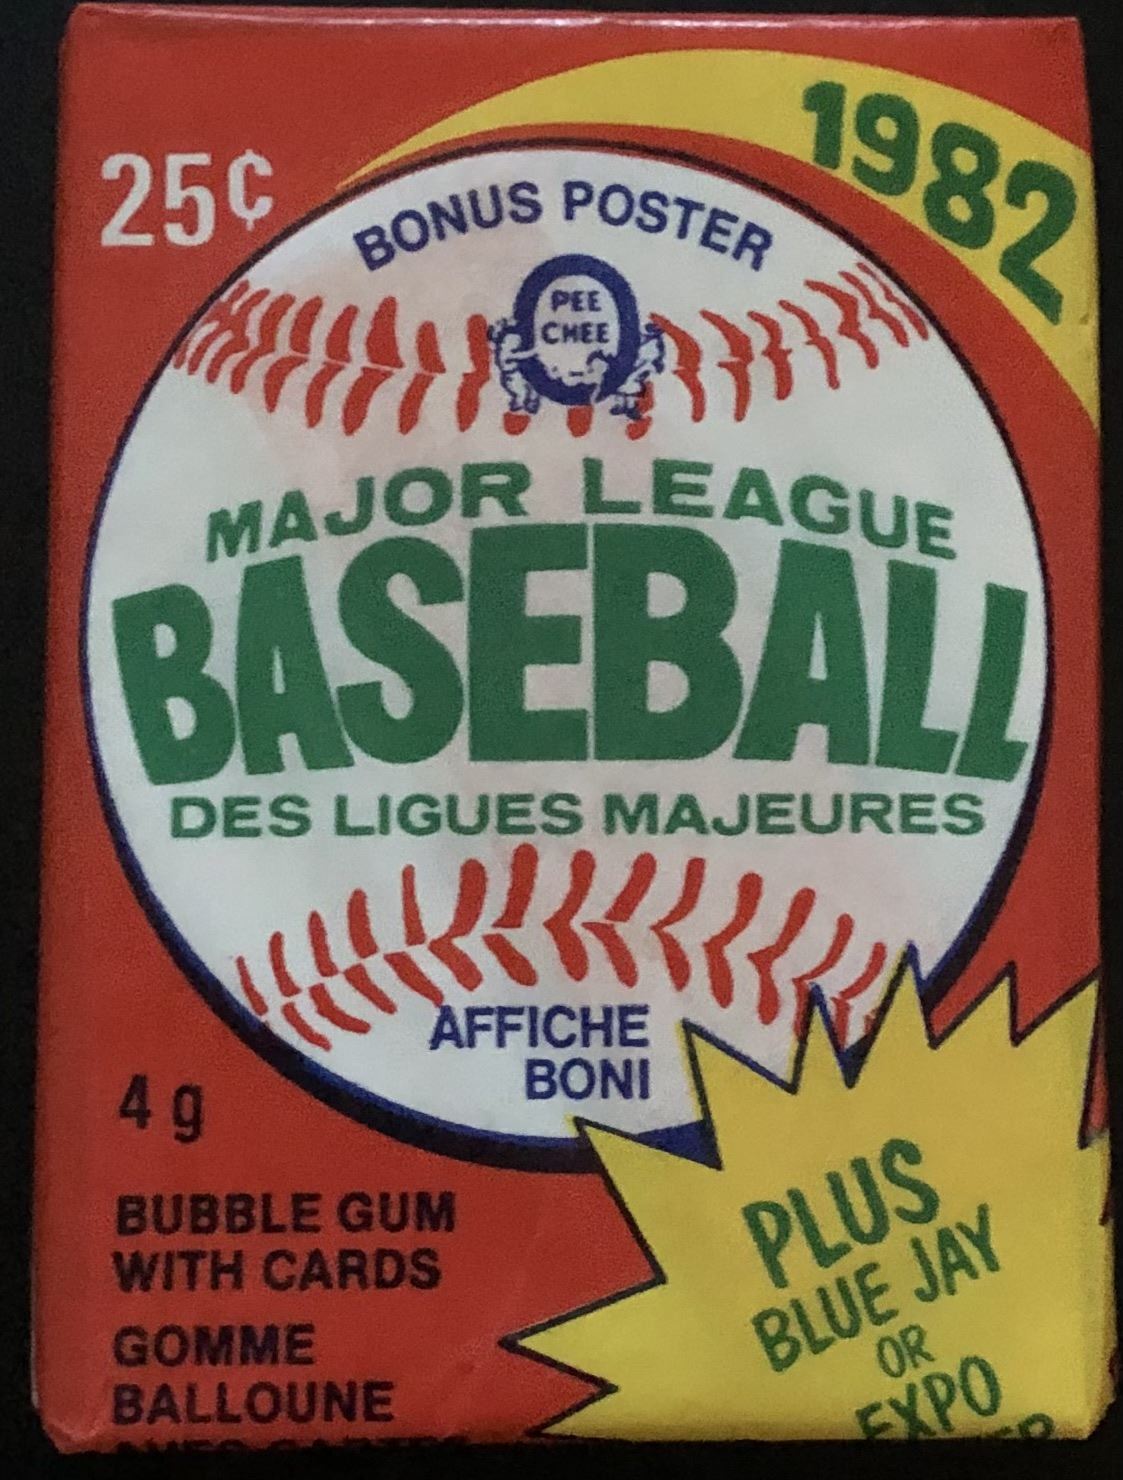 1982
25¢
BONUS POSTER
PEE
CHEE
MAJOR LEAGUE
BASEBALL
DES LIGUES MAJEURES
AFFICHE
BONI
4 g
BUBBLE GUM
WITH CARDS
GOMME
BALLOUNE
PLUS
BLUE JAY
OR
EXPO